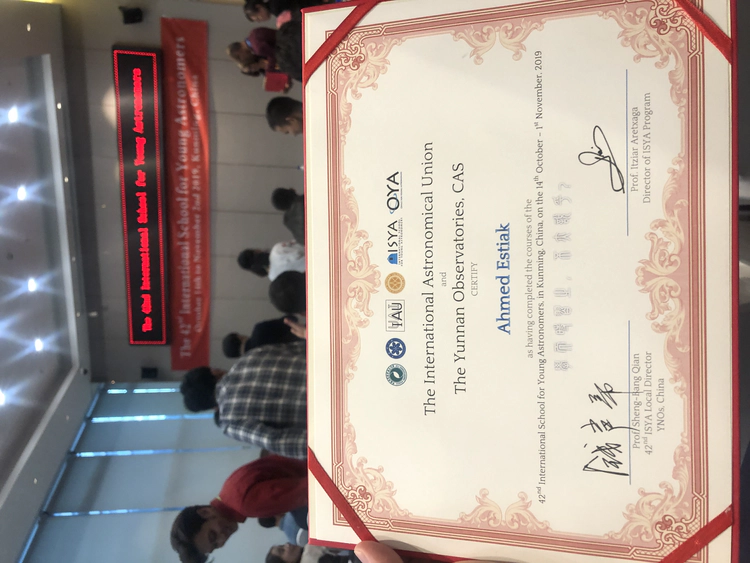 The 42nd International School for Young Astronomers
The 42nd International School for Young Astronomers
October 14th to November 2nd 2019, Kunming, China
IAU
ISYA
OYA
The International Astronomical Union
and
The Yunnan Observatories, CAS
CERTIFY
Ahmed Estiak
as having completed the courses of the
42nd International School for Young Astronomers, in Kunming, China, on the 14th October – 1st November, 2019
Prof. Sheng-Bang Qian
42nd ISYA Local Director
YNOs, China
Prof. Itziar Aretxaga
Director of ISYA Program